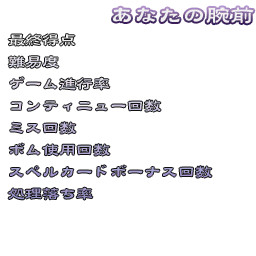 あなたの腕前
最終得点
難易度
ゲーム進行率
コンティニュー回数
ミス回数
ボム使用回数
スペルカードボーナス回数
処理落ち率